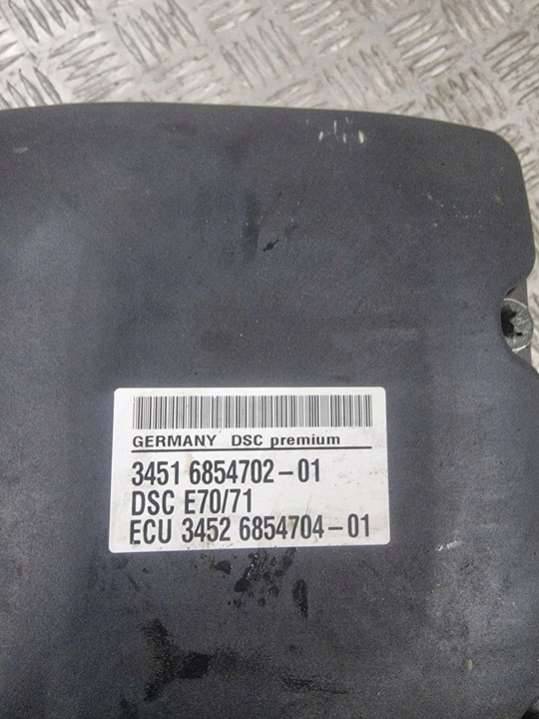 GERMANY DSC premium
3451 6854702-01
DSC E70/71
ECU 3452 6854704-01